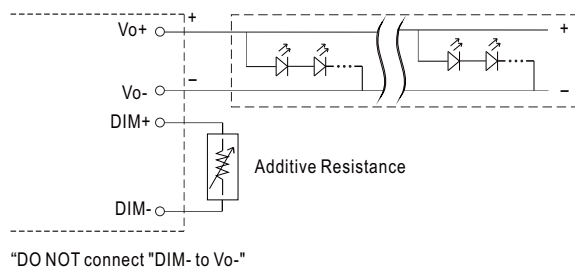 Vo+ + +
Vo- − −
DIM+
Additive Resistance
DIM-
"DO NOT connect "DIM- to Vo-"